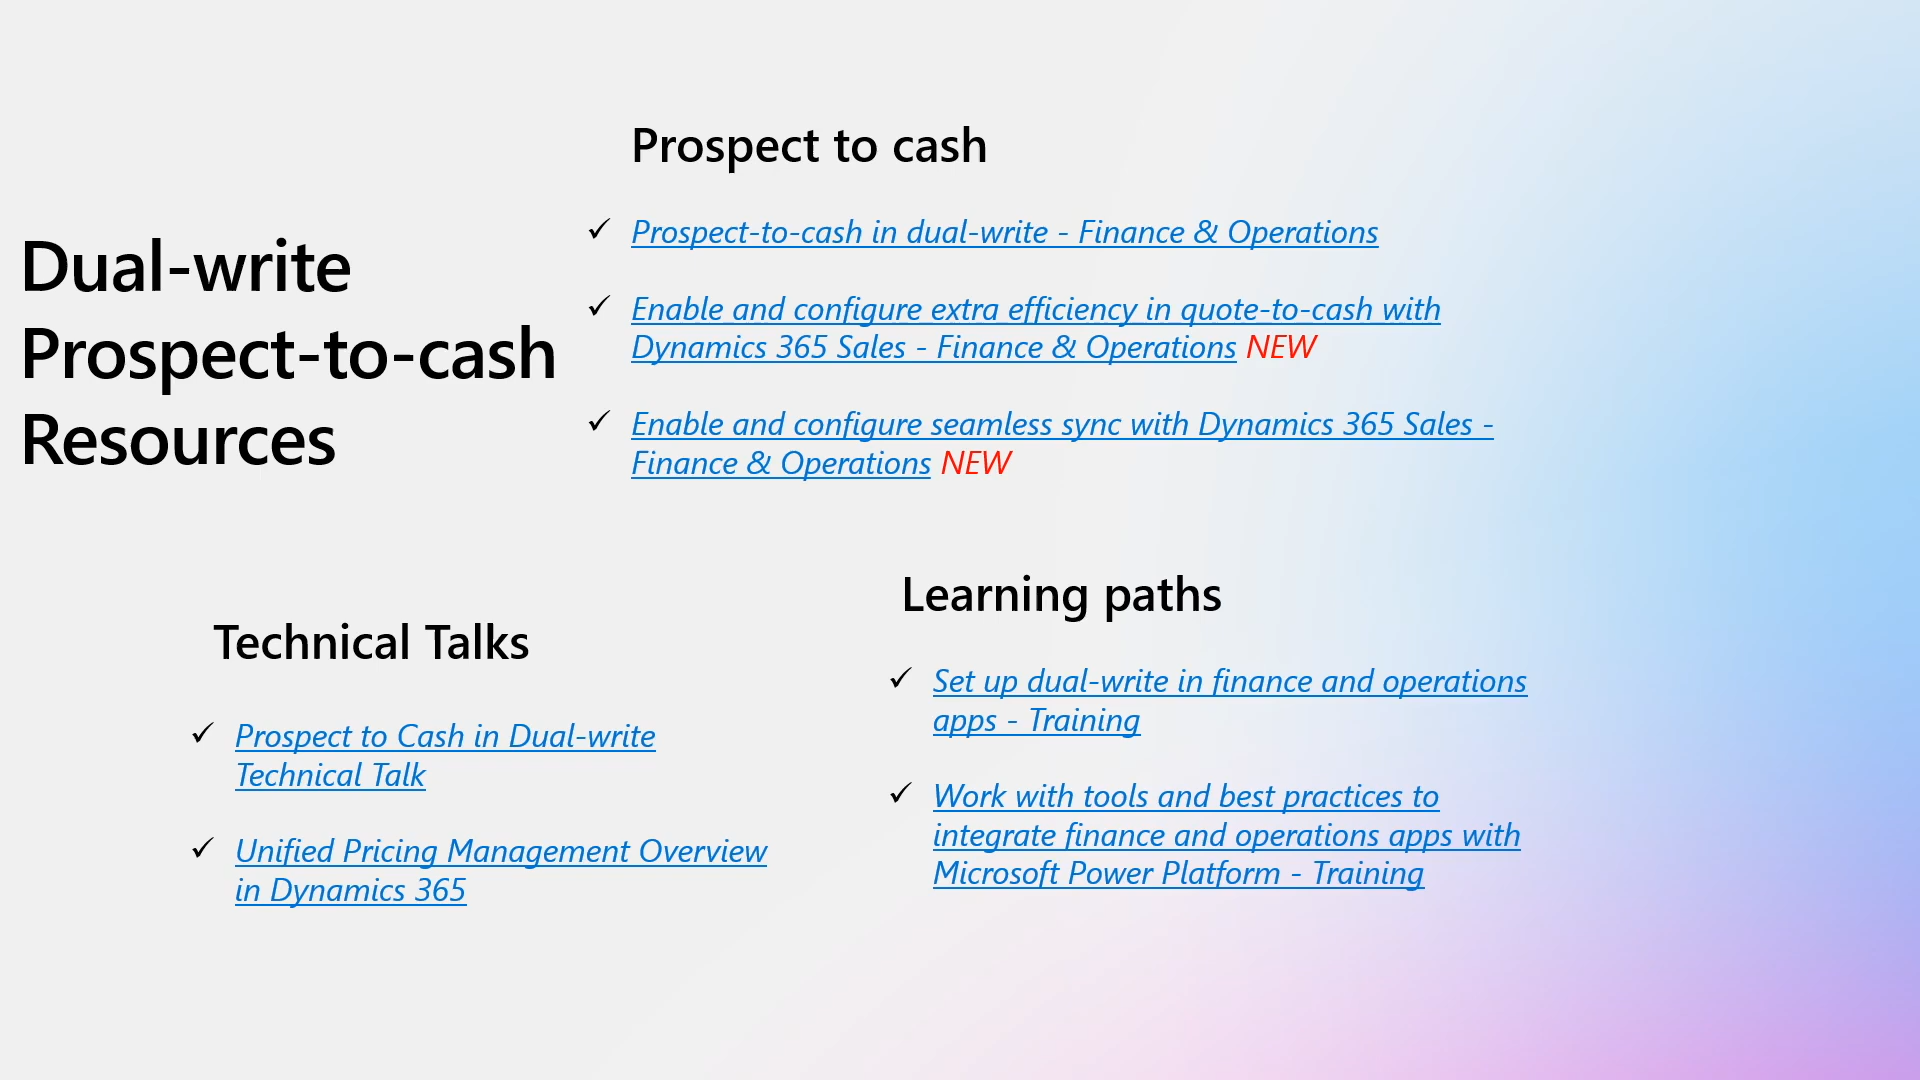 Dual-write
Prospect-to-cash
Resources
Prospect to cash
✓ Prospect-to-cash in dual-write - Finance & Operations
✓ Enable and configure extra efficiency in quote-to-cash with
Dynamics 365 Sales - Finance & Operations NEW
✓ Enable and configure seamless sync with Dynamics 365 Sales -
Finance & Operations NEW
Technical Talks
✓ Prospect to Cash in Dual-write
Technical Talk
✓ Unified Pricing Management Overview
in Dynamics 365
Learning paths
✓ Set up dual-write in finance and operations
apps - Training
✓ Work with tools and best practices to
integrate finance and operations apps with
Microsoft Power Platform - Training